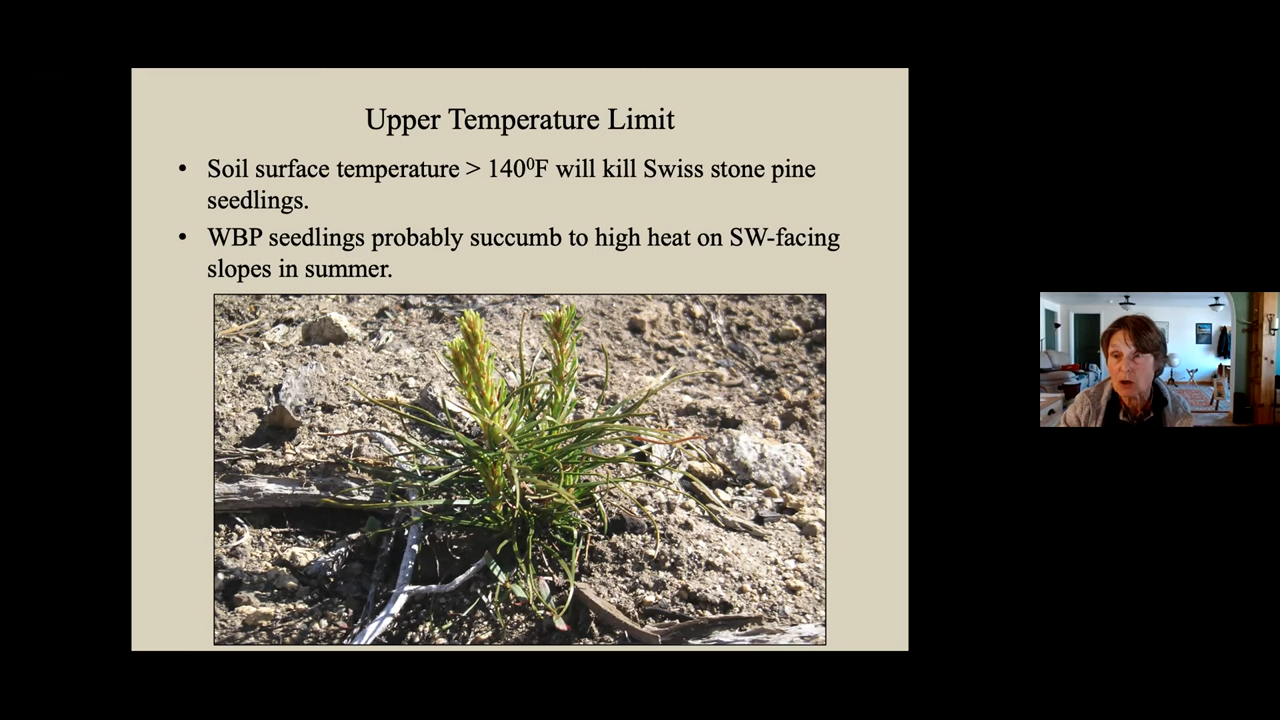 Upper Temperature Limit
• Soil surface temperature > 140⁰F will kill Swiss stone pine
seedlings.
• WBP seedlings probably succumb to high heat on SW-facing
slopes in summer.